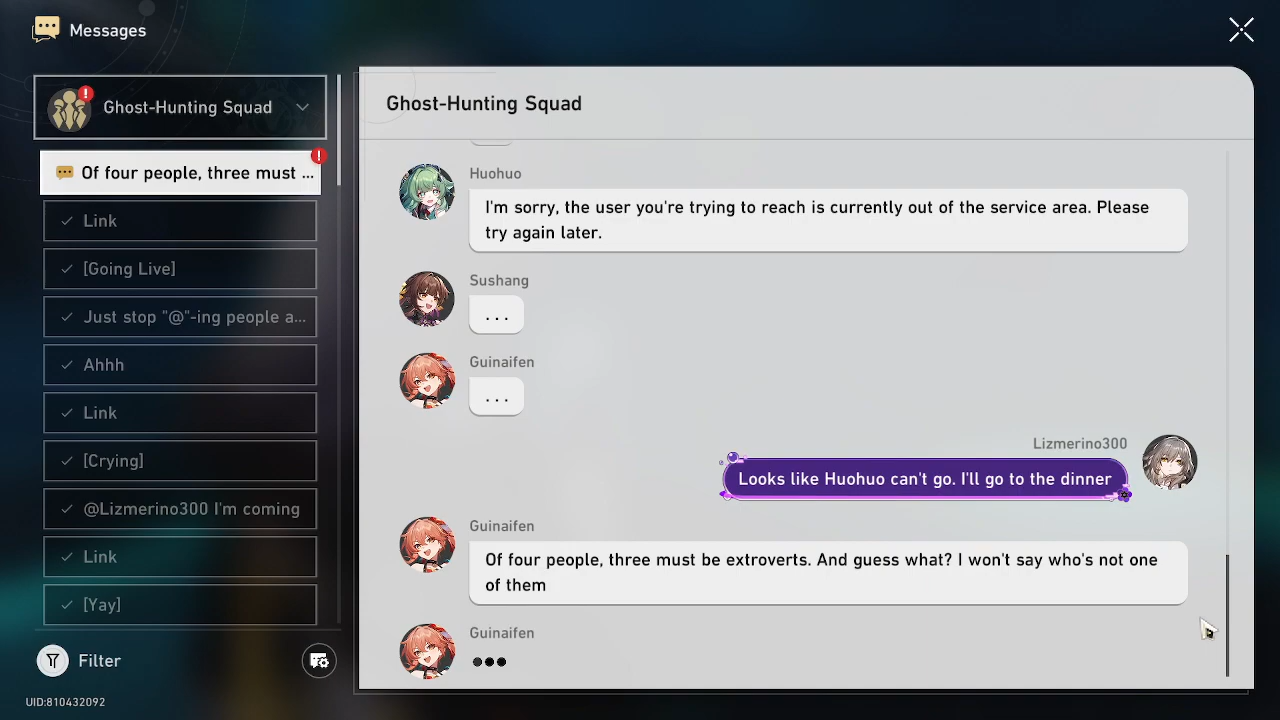 Messages
Ghost-Hunting Squad
Of four people, three must ...
Link
[Going Live]
Just stop "@"-ing people a...
Ahhh
Link
[Crying]
@Lizmerino300 I'm coming
Link
[Yay]
Filter
UID:810432092
Ghost-Hunting Squad
Huohuo
I'm sorry, the user you're trying to reach is currently out of the service area. Please
try again later.
Sushang
...
Guinaifen
...
Lizmerino300
Looks like Huohuo can't go. I'll go to the dinner
Guinaifen
Of four people, three must be extroverts. And guess what? I won't say who's not one
of them
Guinaifen